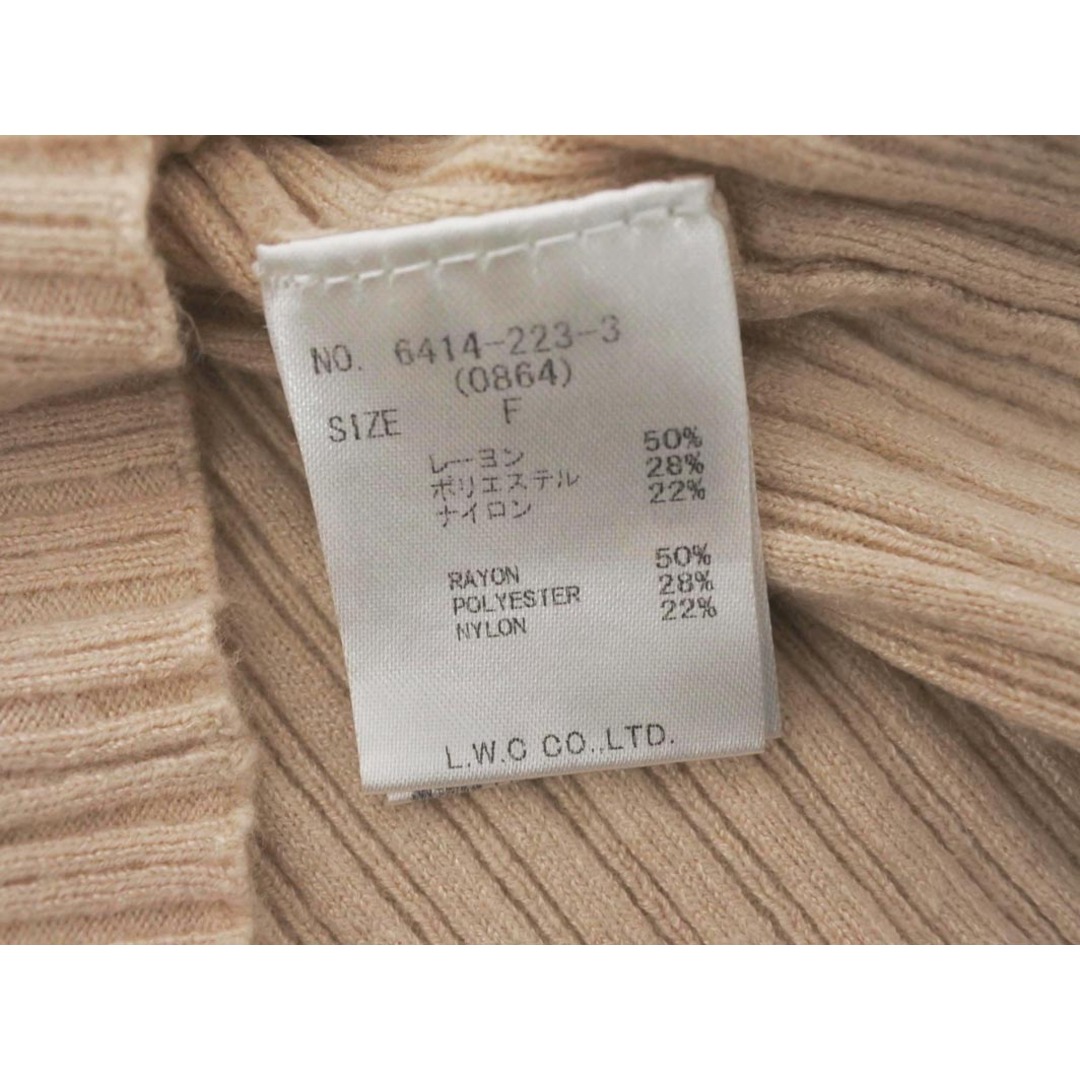 NO. 6414-223-3
(0864)
SIZE F
レーヨン 50%
ポリエステル 28%
ナイロン 22%
RAYON 50%
POLYESTER 28%
NYLON 22%
L.W.C CO.,LTD.